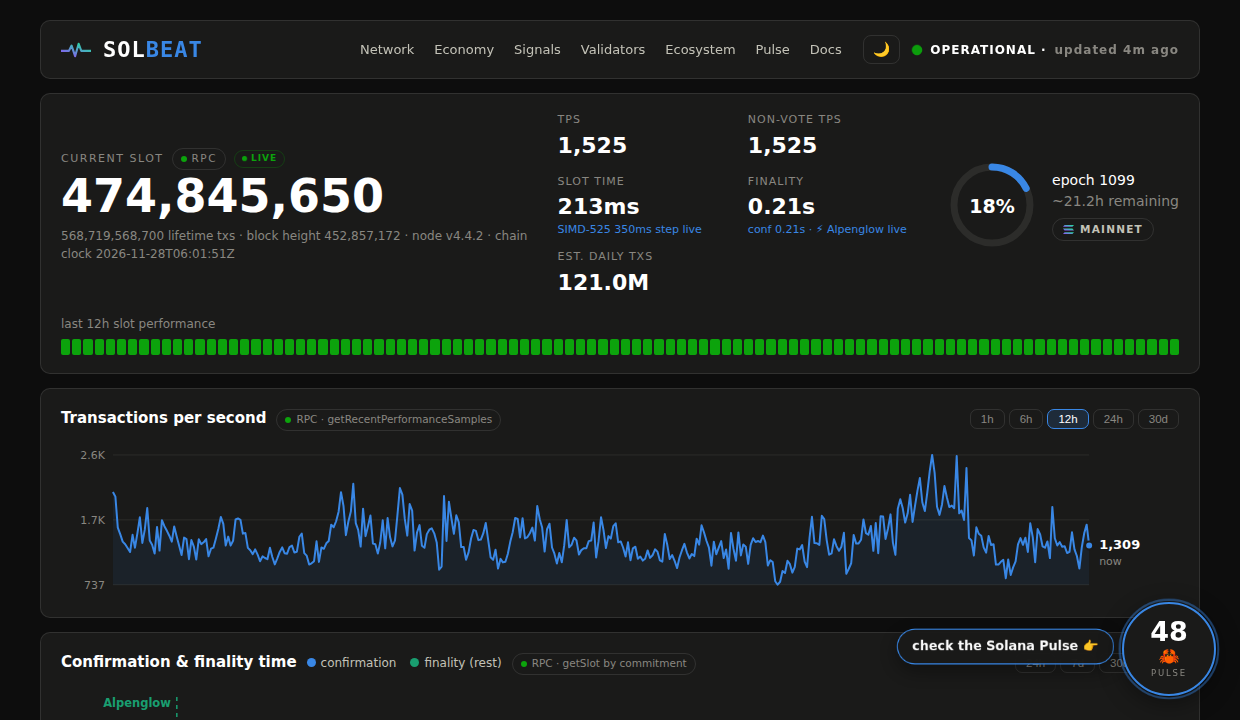 SOLBEAT
Network Economy Signals Validators Ecosystem Pulse Docs
OPERATIONAL · updated 4m ago
CURRENT SLOT RPC LIVE
474,845,650
568,719,568,700 lifetime txs · block height 452,857,172 · node v4.4.2 · chain
clock 2026-11-28T06:01:51Z
TPS
1,525
NON-VOTE TPS
1,525
SLOT TIME
213ms
SIMD-525 350ms step live
FINALITY
0.21s
conf 0.21s · ⚡ Alpenglow live
EST. DAILY TXS
121.0M
18%
epoch 1099
~21.2h remaining
MAINNET
last 12h slot performance
Transactions per second RPC · getRecentPerformanceSamples
1h 6h 12h 24h 30d
2.6K
1.7K
737
1,309
now
Confirmation & finality time confirmation finality (rest) RPC · getSlot by commitment
24h 7d 30d
check the Solana Pulse 👉
48
🦀
PULSE
Alpenglow